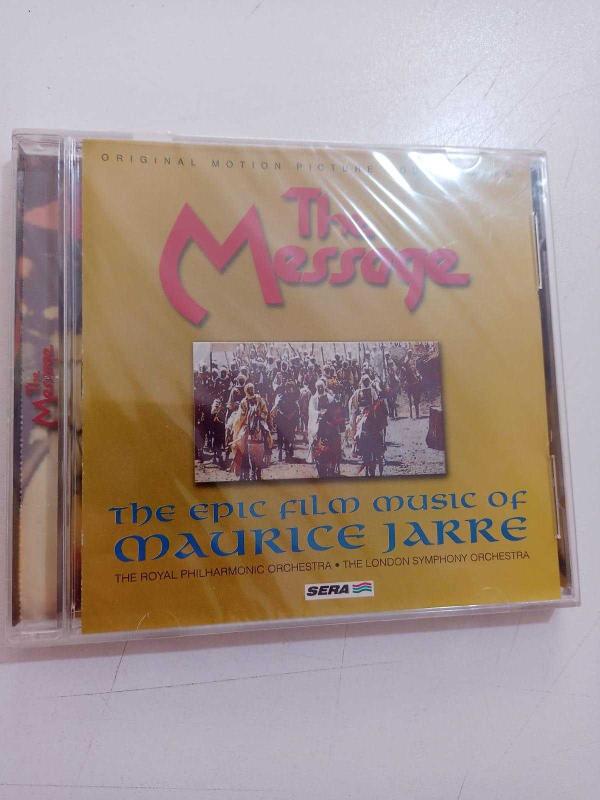 ORIGINAL MOTION PICTURE
The
Message
THE EPIC FILM MUSIC OF
MAURICE JARRE
THE ROYAL PHILHARMONIC ORCHESTRA • THE LONDON SYMPHONY ORCHESTRA
SERA
The Message